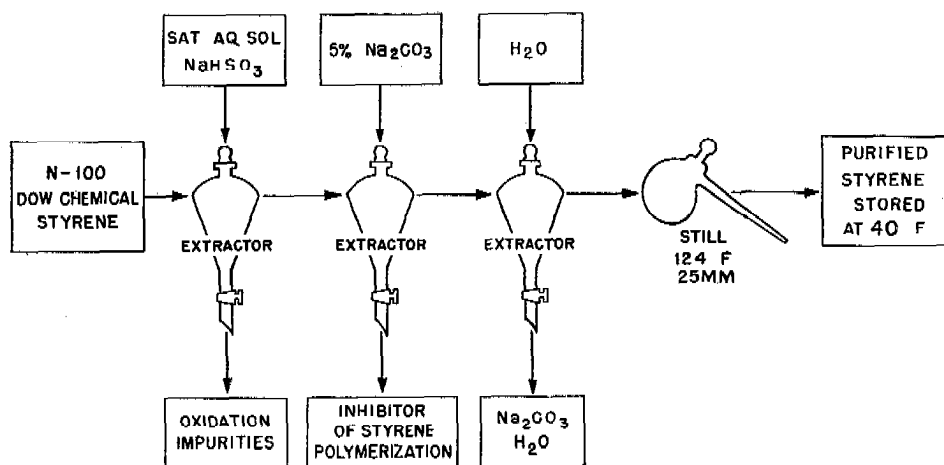 SAT AQ SOL
NaHSO₃
5% Na₂CO₃
H₂O
N-100
DOW CHEMICAL
STYRENE
EXTRACTOR
EXTRACTOR
EXTRACTOR
STILL
124 F
25MM
PURIFIED
STYRENE
STORED
AT 40 F
OXIDATION
IMPURITIES
INHIBITOR
OF STYRENE
POLYMERIZATION
Na₂CO₃
H₂O